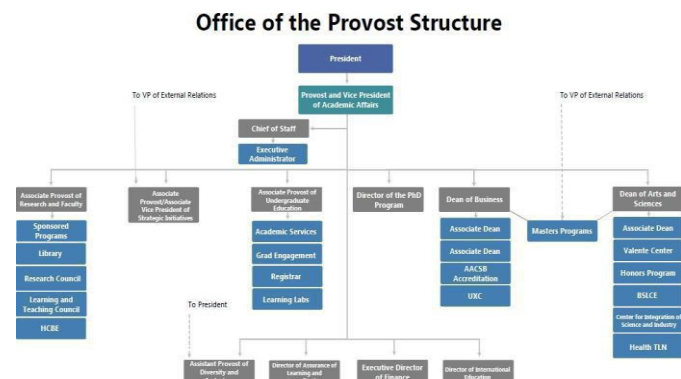 Office of the Provost Structure
President
To VP of External Relations
To VP of External Relations
Provost and Vice President
of Academic Affairs
Chief of Staff
Executive
Administrator
Associate Provost of
Research and Faculty
Associate
Provost/Associate
Vice President of
Strategic Initiatives
Associate Provost of
Undergraduate
Education
Director of the PhD
Program
Dean of Business
Dean of Arts and
Sciences
Sponsored
Programs
Library
Research Council
Learning and
Teaching Council
HCBE
Academic Services
Grad Engagement
Registrar
Learning Labs
Associate Dean
Associate Dean
AACSB
Accreditation
UXC
Masters Programs
Associate Dean
Valente Center
Honors Program
BSLCE
Center for Integration of
Science and Industry
Health TLN
To President
Assistant Provost of
Diversity and
Director of Assurance of
Learning and
Executive Director
of Finance
Director of International
Education